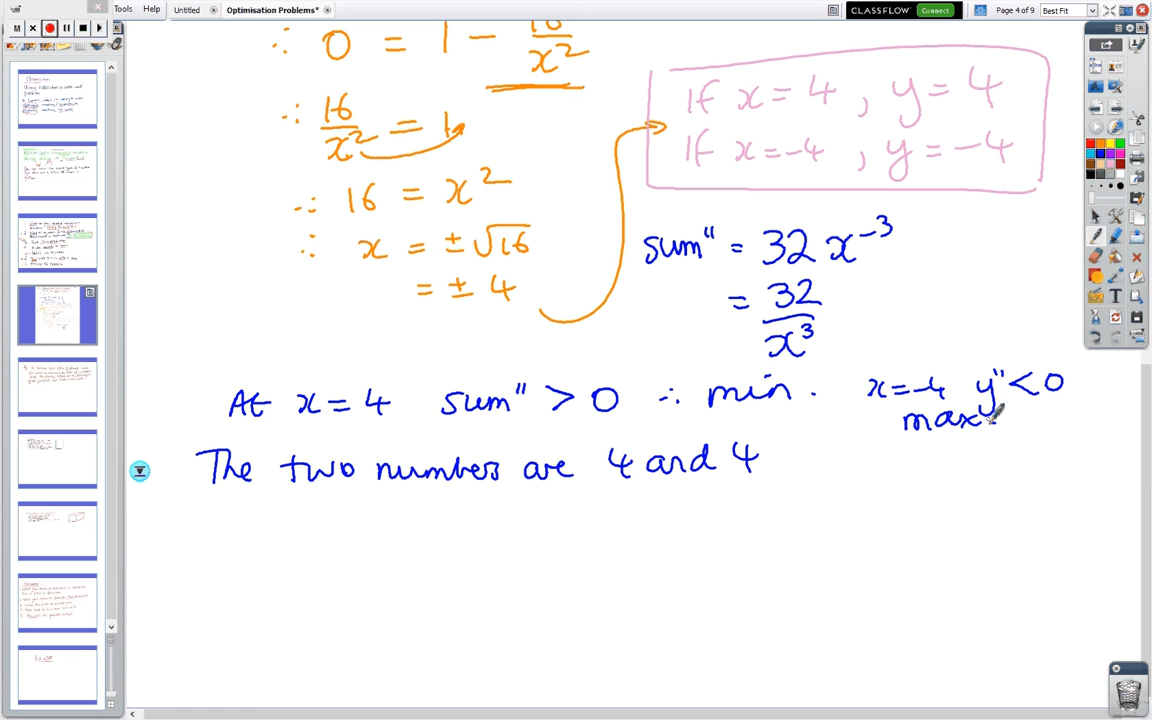 Tools Help Untitled Optimisation Problems* CLASSFLOW Connect Page 4 of 9 Best Fit
∴ 0 = 1 - 16/x²
∴ 16/x² = 1
∴ 16 = x²
∴ x = ±√16
= ± 4
If x = 4 , y = 4
If x = -4 , y = -4
sum" = 32 x⁻³
= 32/x³
At x = 4 sum" > 0 ∴ min .
x = -4 y" < 0
max
The two numbers are 4 and 4